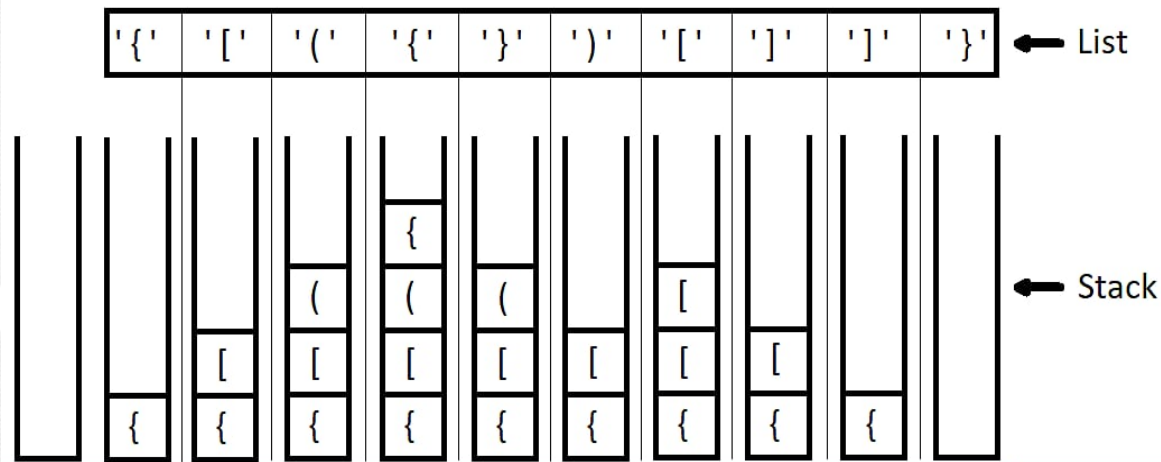 '{' '[' '(' '{' '}' ')' '[' ']' ']' '}' List
{
( ( ( [
[ [ [ [ [ [ [ Stack
{ { { { { { { { {